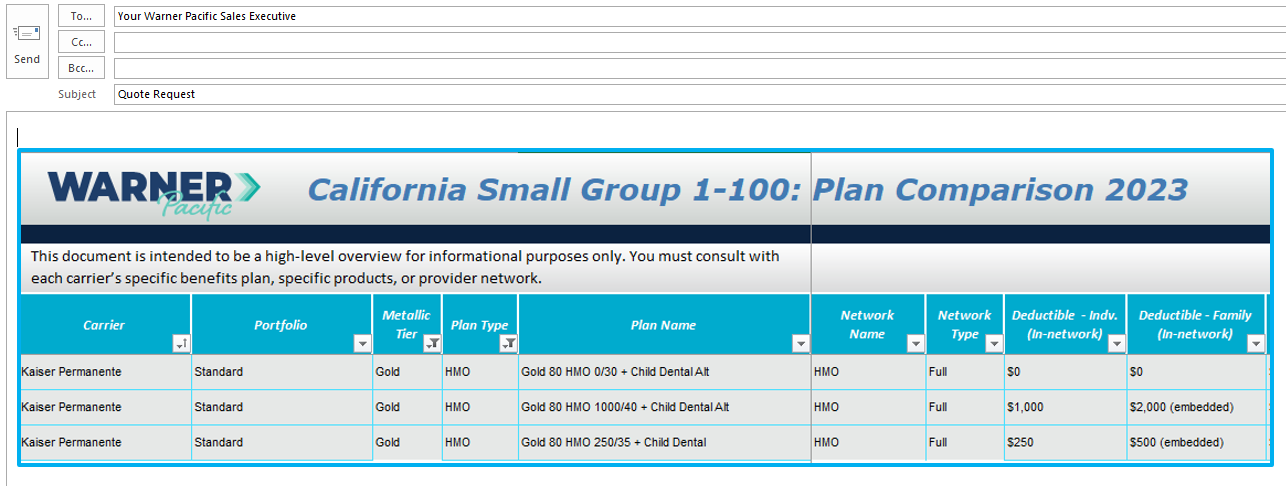 To...
Your Warner Pacific Sales Executive
Cc...
Send
Bcc...
Subject
Quote Request
WARNER
Pacific
California Small Group 1-100: Plan Comparison 2023
This document is intended to be a high-level overview for informational purposes only. You must consult with
each carrier's specific benefits plan, specific products, or provider network.
Carrier Portfolio Metallic Tier Plan Type Plan Name Network Name Network Type Deductible - Indv. (In-network) Deductible - Family (In-network)
Kaiser Permanente Standard Gold HMO Gold 80 HMO 0/30 + Child Dental Alt HMO Full $0 $0
Kaiser Permanente Standard Gold HMO Gold 80 HMO 1000/40 + Child Dental Alt HMO Full $1,000 $2,000 (embedded)
Kaiser Permanente Standard Gold HMO Gold 80 HMO 250/35 + Child Dental HMO Full $250 $500 (embedded)